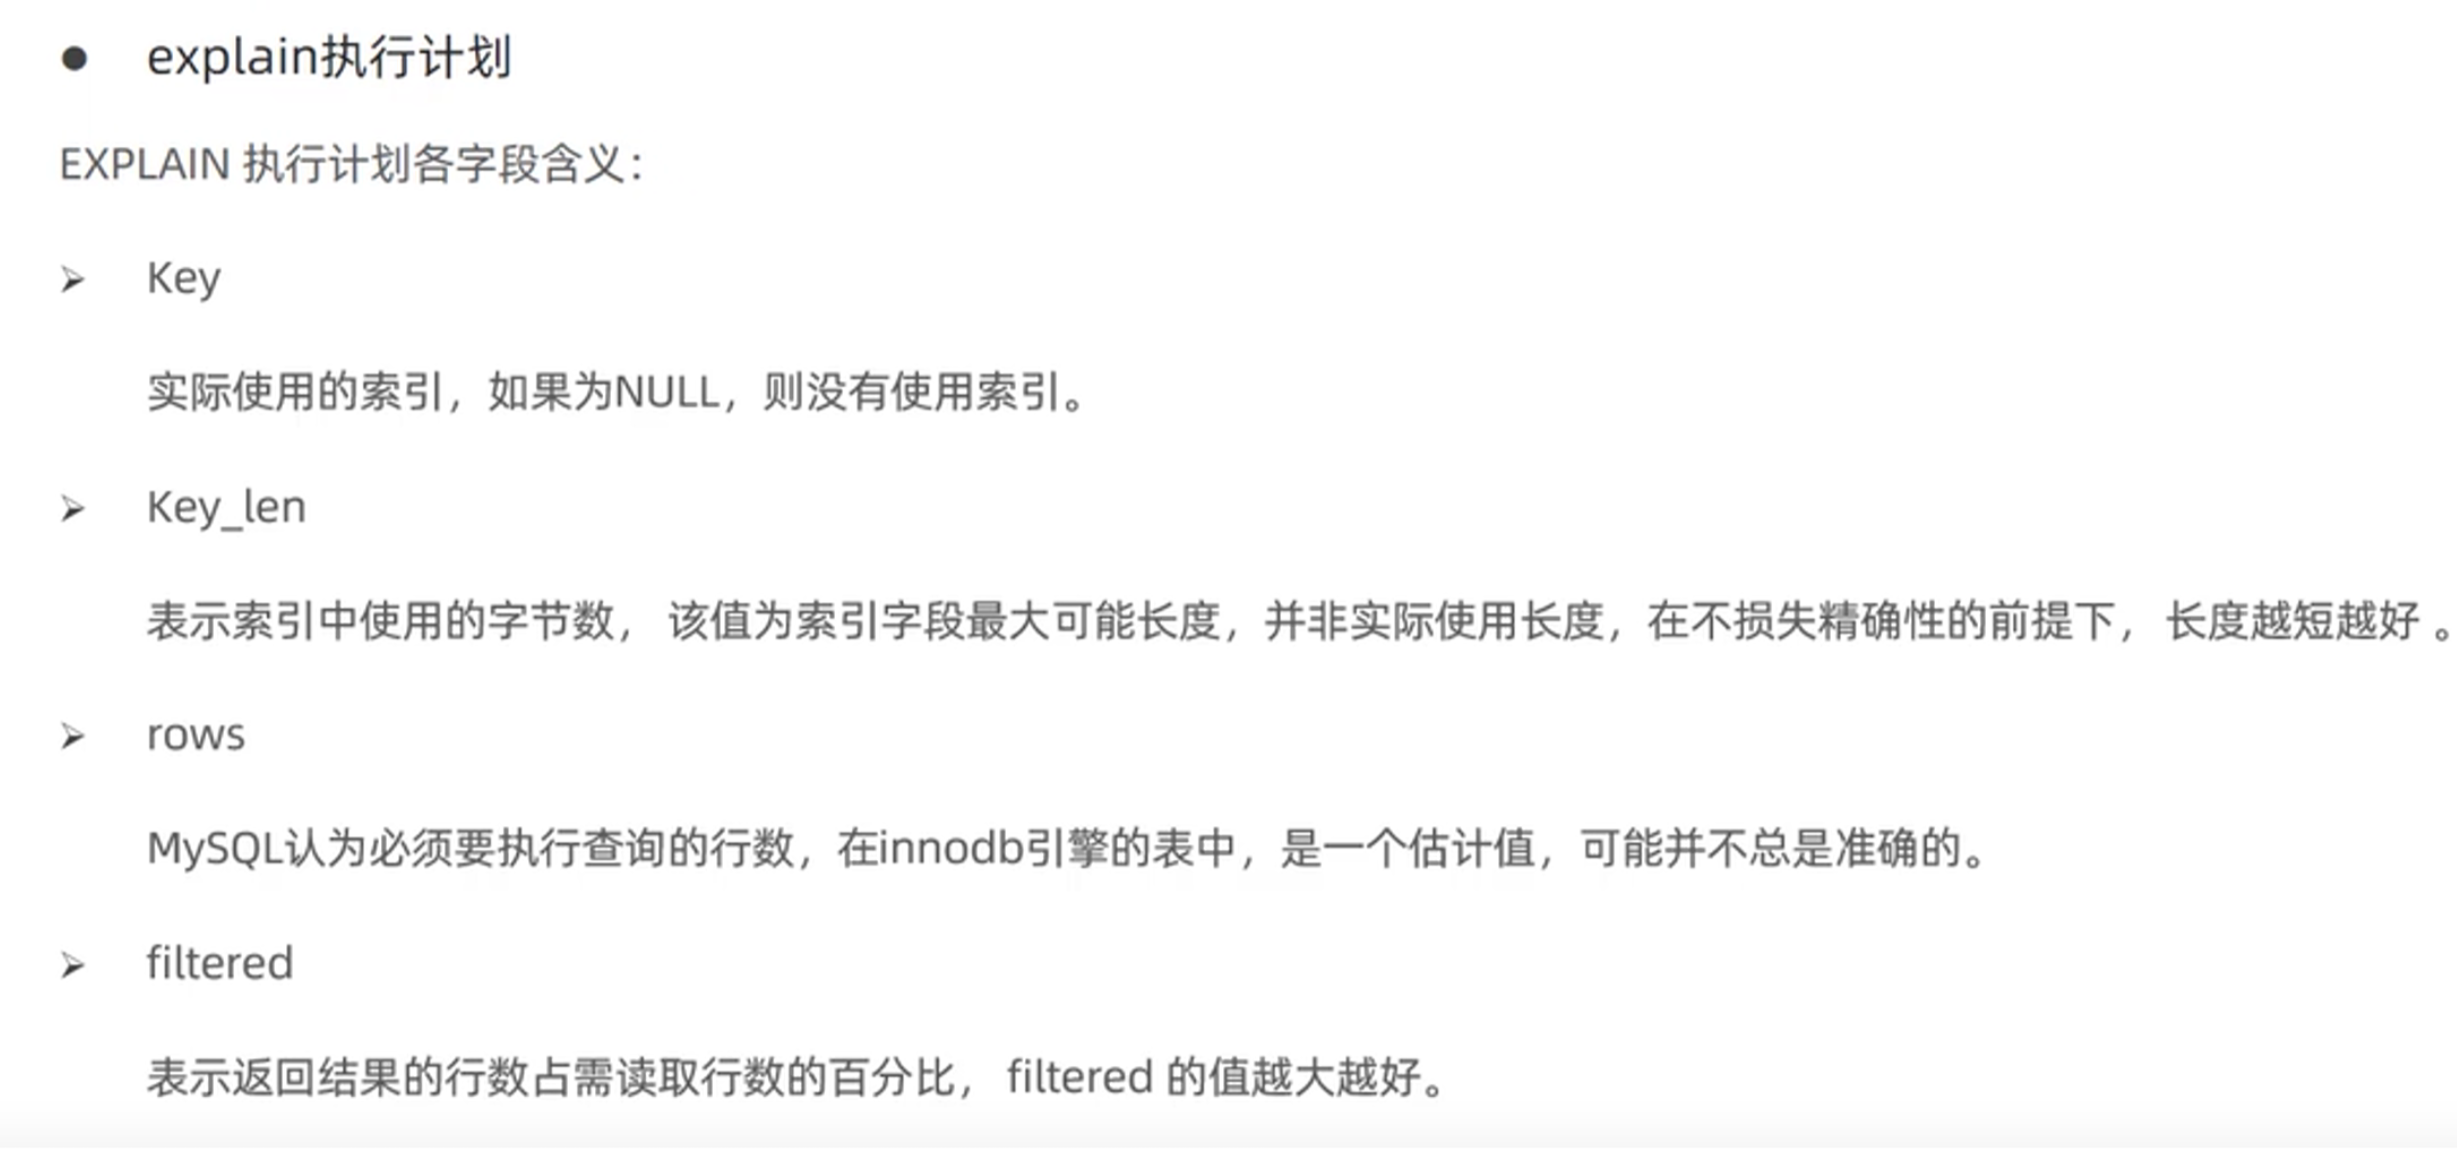 ● explain执行计划
EXPLAIN 执行计划各字段含义：
➢ Key
实际使用的索引，如果为NULL，则没有使用索引。
➢ Key_len
表示索引中使用的字节数， 该值为索引字段最大可能长度，并非实际使用长度，在不损失精确性的前提下， 长度越短越好 。
➢ rows
MySQL认为必须要执行查询的行数，在innodb引擎的表中，是一个估计值，可能并不总是准确的。
➢ filtered
表示返回结果的行数占需读取行数的百分比， filtered 的值越大越好。